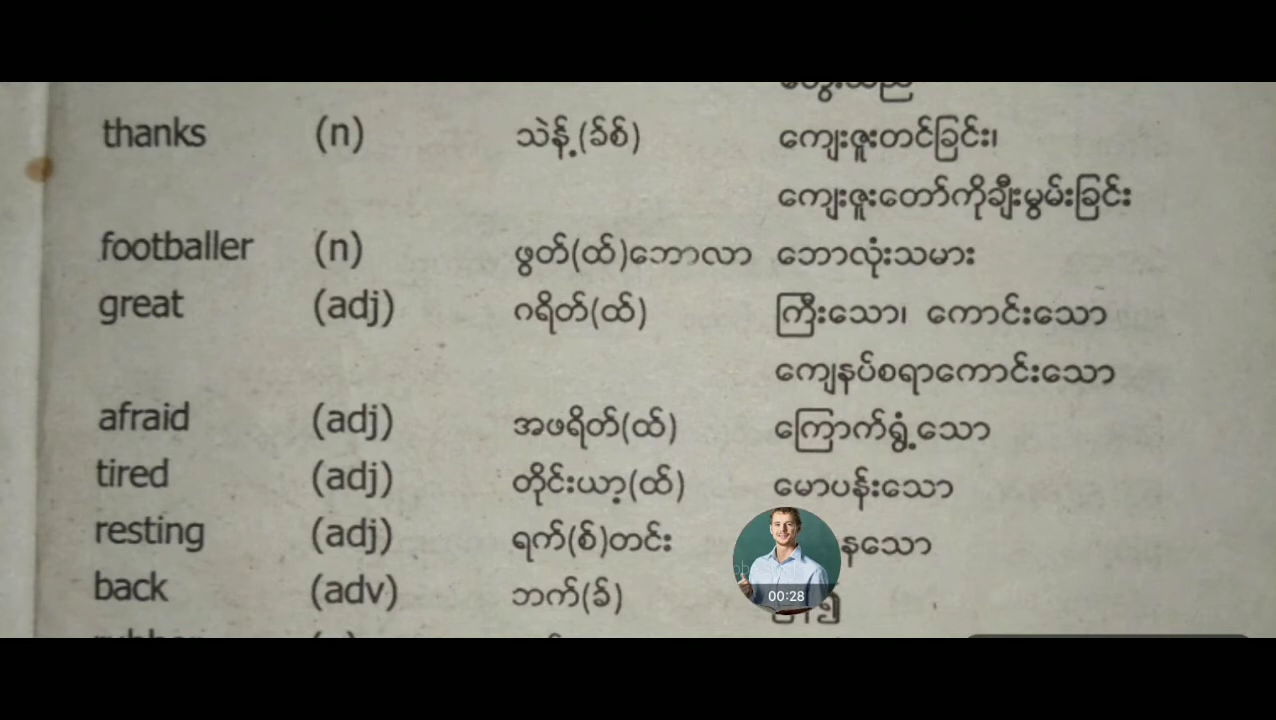 thanks (n) သဲန့်(ခ်စ်) ကျေးဇူးတင်ခြင်း၊
ကျေးဇူးတော်ကိုချီးမွမ်းခြင်း
footballer (n) ဖွတ်(ထ်)ဘောလာ ဘောလုံးသမား
great (adj) ဂရိတ်(ထ်) ကြီးသော၊ ကောင်းသော
ကျေနပ်စရာကောင်းသော
afraid (adj) အဖရိတ်(ထ်) ကြောက်ရွံ့သော
tired (adj) တိုင်းယာ့(ထ်) မောပန်းသော
resting (adj) ရက်(စ်)တင်း နသော
back (adv) ဘက်(ခ်)
00:28